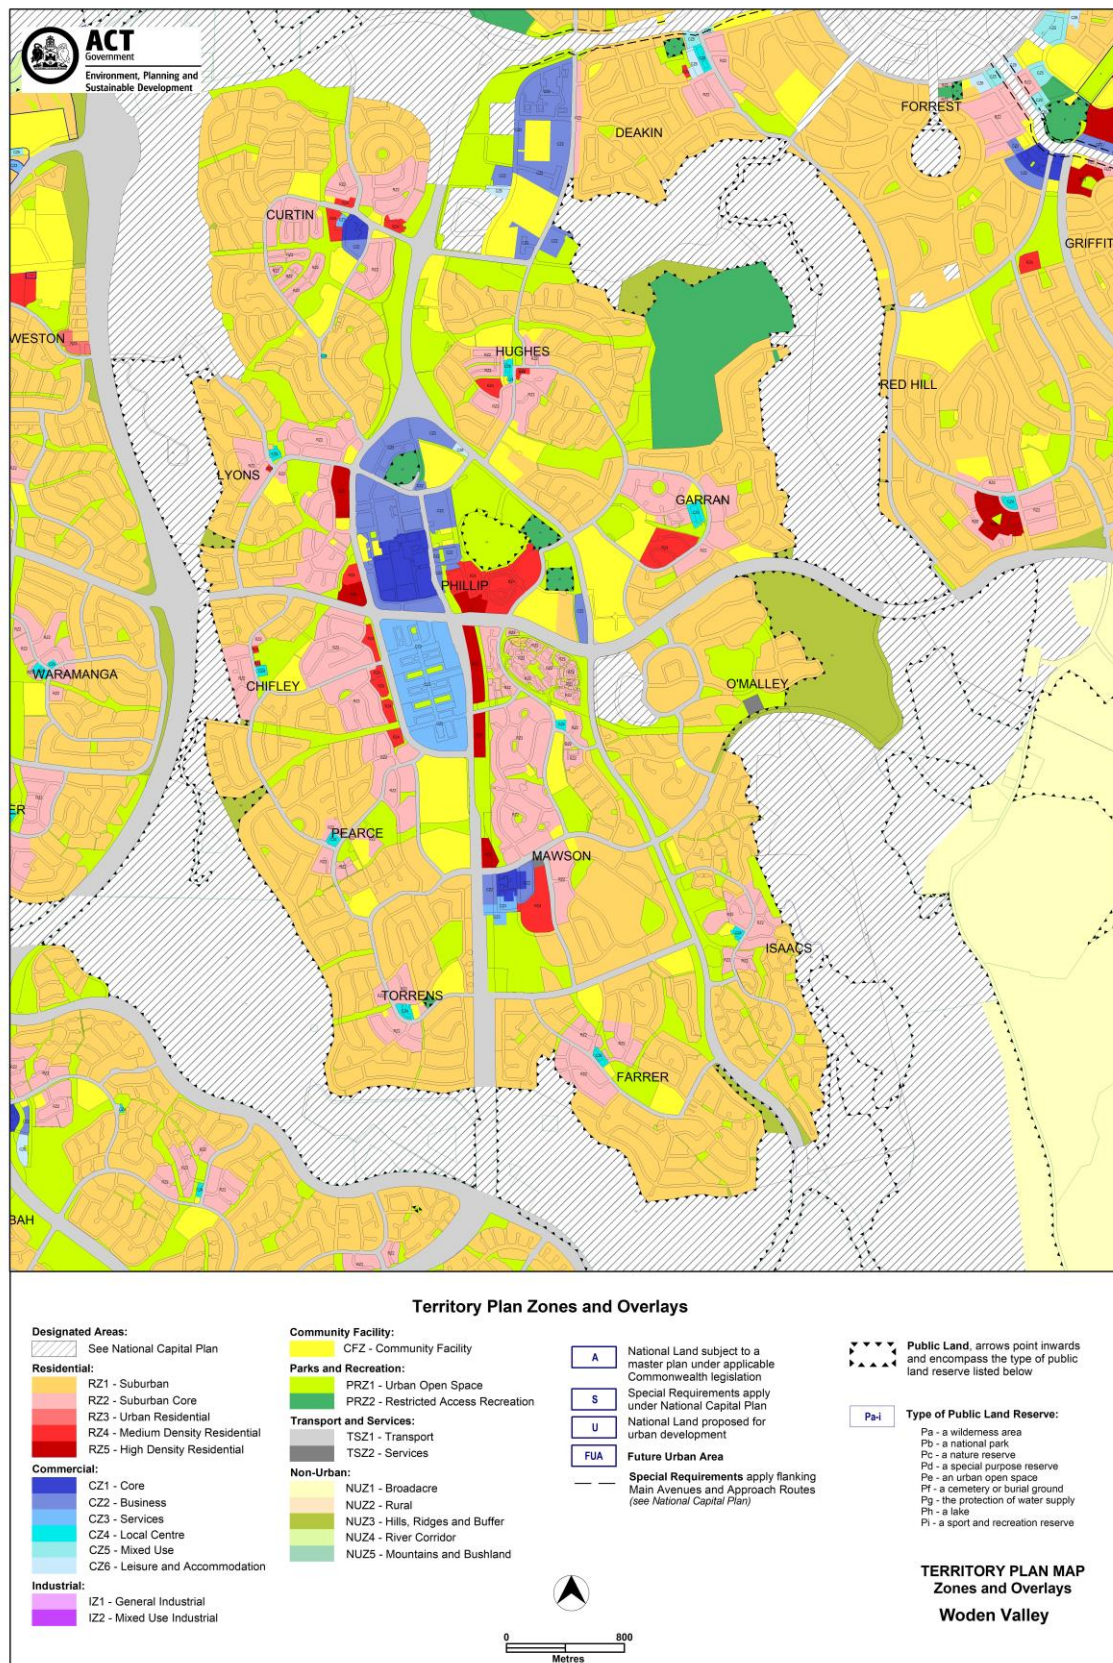 ACT
Government
Environment, Planning and
Sustainable Development
DEAKIN
FORREST
CURTIN
GRIFFIT
WESTON
HUGHES
RED HILL
LYONS
GARRAN
PHILLIP
WARAMANGA
CHIFLEY
O'MALLEY
ER
PEARCE
MAWSON
ISAACS
TORRENS
FARRER
BAH
Territory Plan Zones and Overlays
Designated Areas:
See National Capital Plan
Residential:
RZ1 - Suburban
RZ2 - Suburban Core
RZ3 - Urban Residential
RZ4 - Medium Density Residential
RZ5 - High Density Residential
Commercial:
CZ1 - Core
CZ2 - Business
CZ3 - Services
CZ4 - Local Centre
CZ5 - Mixed Use
CZ6 - Leisure and Accommodation
Industrial:
IZ1 - General Industrial
IZ2 - Mixed Use Industrial
Community Facility:
CFZ - Community Facility
Parks and Recreation:
PRZ1 - Urban Open Space
PRZ2 - Restricted Access Recreation
Transport and Services:
TSZ1 - Transport
TSZ2 - Services
Non-Urban:
NUZ1 - Broadacre
NUZ2 - Rural
NUZ3 - Hills, Ridges and Buffer
NUZ4 - River Corridor
NUZ5 - Mountains and Bushland
A
National Land subject to a
master plan under applicable
Commonwealth legislation
S
Special Requirements apply
under National Capital Plan
U
National Land proposed for
urban development
FUA
Future Urban Area
Special Requirements apply flanking
Main Avenues and Approach Routes
(see National Capital Plan)
Public Land, arrows point inwards
and encompass the type of public
land reserve listed below
Pa-i
Type of Public Land Reserve:
Pa - a wilderness area
Pb - a national park
Pc - a nature reserve
Pd - a special purpose reserve
Pe - an urban open space
Pf - a cemetery or burial ground
Pg - the protection of water supply
Ph - a lake
Pi - a sport and recreation reserve
0 800
Metres
TERRITORY PLAN MAP
Zones and Overlays
Woden Valley